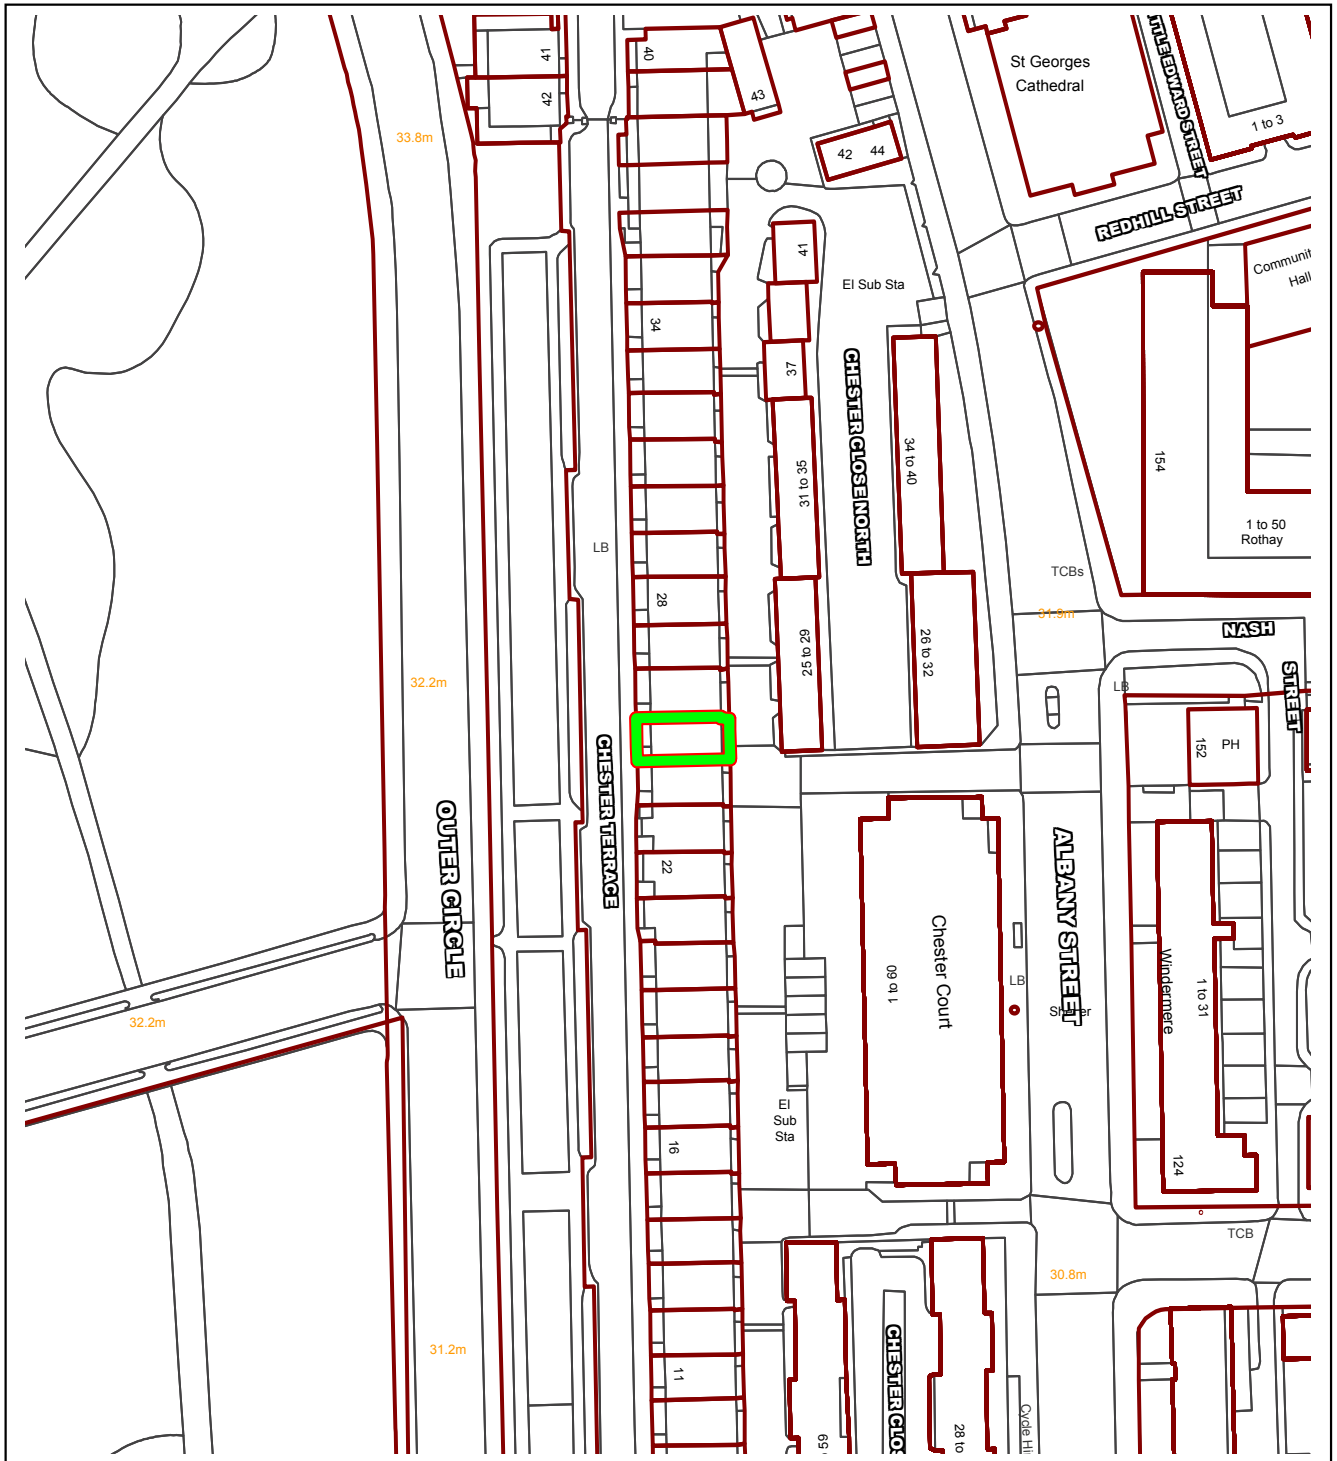 41
40
St Georges
Cathedral
42
43
1 to 3
33.8m
42 44
REDHILL STREET
41
Hall
El Sub Sta
34
37
CHESTER CLOSE NORTH
34 to 40
154
31 to 35
1 to 50
Rothay
LB
TCBs
28
31.9m
NASH
STREET
25 to 29
26 to 32
32.2m
LB
152
PH
CHESTER TERRACE
OUTER CIRCLE
22
ALBANY STREET
Chester Court
1 to 60
LB
Windermere
1 to 31
32.2m
El
Sub
Sta
16
124
TCB
30.8m
31.2m
11
59
28 to
Cycle